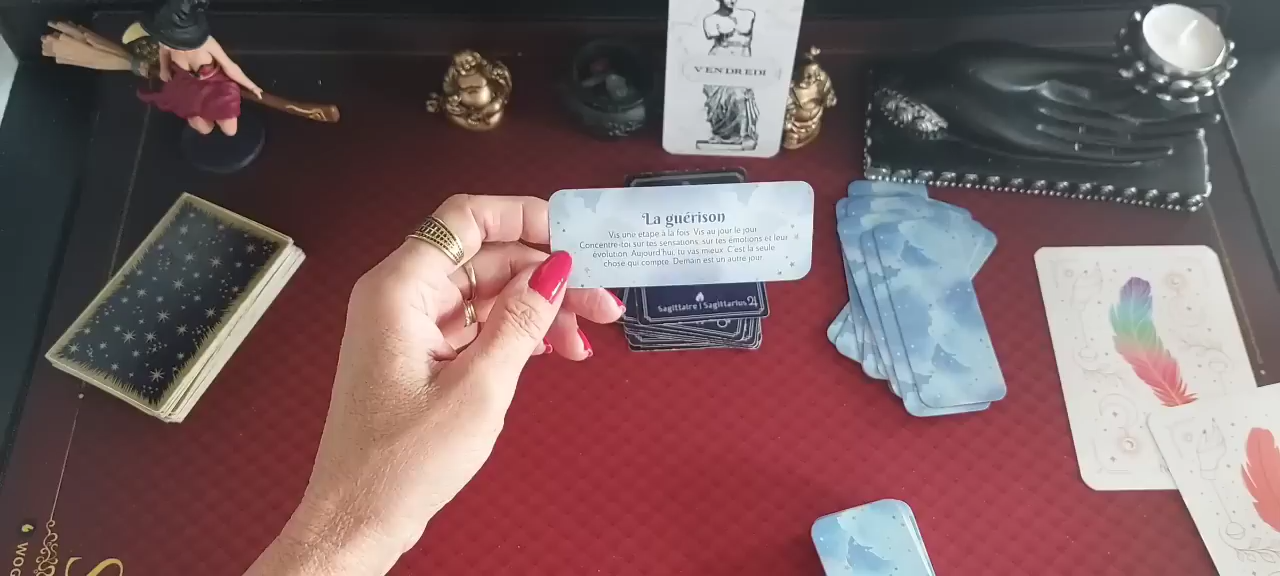 VENDREDI
La guérison
Vis une étape à la fois. Vis au jour le jour.
Concentre-toi sur tes sensations, sur tes émotions et leur
évolution. Aujourd'hui, tu vas mieux. C'est la seule
chose qui compte. Demain est un autre jour.
Sagittaire | Sagittarius ♐
WOG